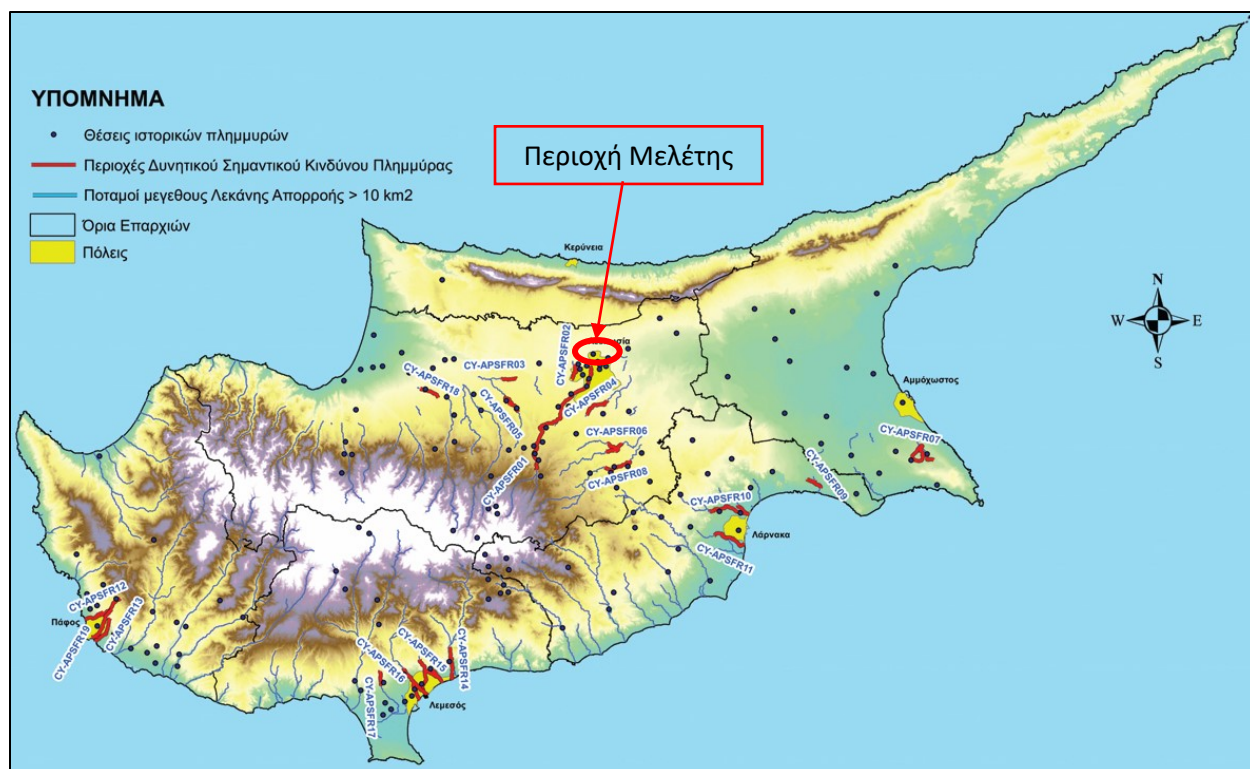 ΥΠΟΜΝΗΜΑ
Θέσεις ιστορικών πλημμυρών
Περιοχές Δυνητικού Σημαντικού Κινδύνου Πλημμύρας
Ποταμοί μεγεθους Λεκάνης Απορροής > 10 km2
Όρια Επαρχιών
Πόλεις
Περιοχή Μελέτης
Κερύνεια
N
W
E
S
CY-APSFR02
CY-APSFR03
CY-APSFR18
CY-APSFR04
CY-APSFR05
Αμμόχωστος
CY-APSFR06
CY-APSFR07
CY-APSFR01
CY-APSFR08
CY-APSFR09
CY-APSFR10
Λάρνακα
CY-APSFR11
CY-APSFR12
Πάφος
CY-APSFR13
CY-APSFR19
CY-APSFR15
CY-APSFR14
CY-APSFR16
Λεμεσός
CY-APSFR17